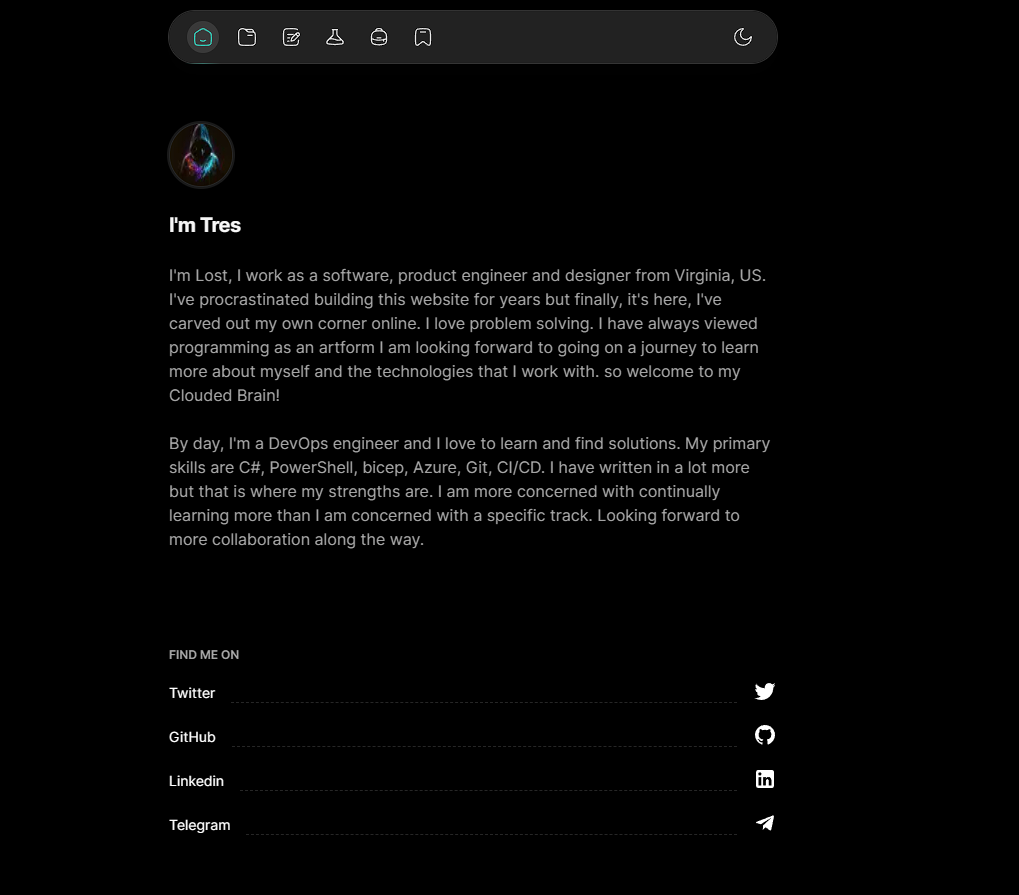 I'm Tres
I'm Lost, I work as a software, product engineer and designer from Virginia, US.
I've procrastinated building this website for years but finally, it's here, I've
carved out my own corner online. I love problem solving. I have always viewed
programming as an artform I am looking forward to going on a journey to learn
more about myself and the technologies that I work with. so welcome to my
Clouded Brain!
By day, I'm a DevOps engineer and I love to learn and find solutions. My primary
skills are C#, PowerShell, bicep, Azure, Git, CI/CD. I have written in a lot more
but that is where my strengths are. I am more concerned with continually
learning more than I am concerned with a specific track. Looking forward to
more collaboration along the way.
FIND ME ON
Twitter
GitHub
Linkedin
in
Telegram